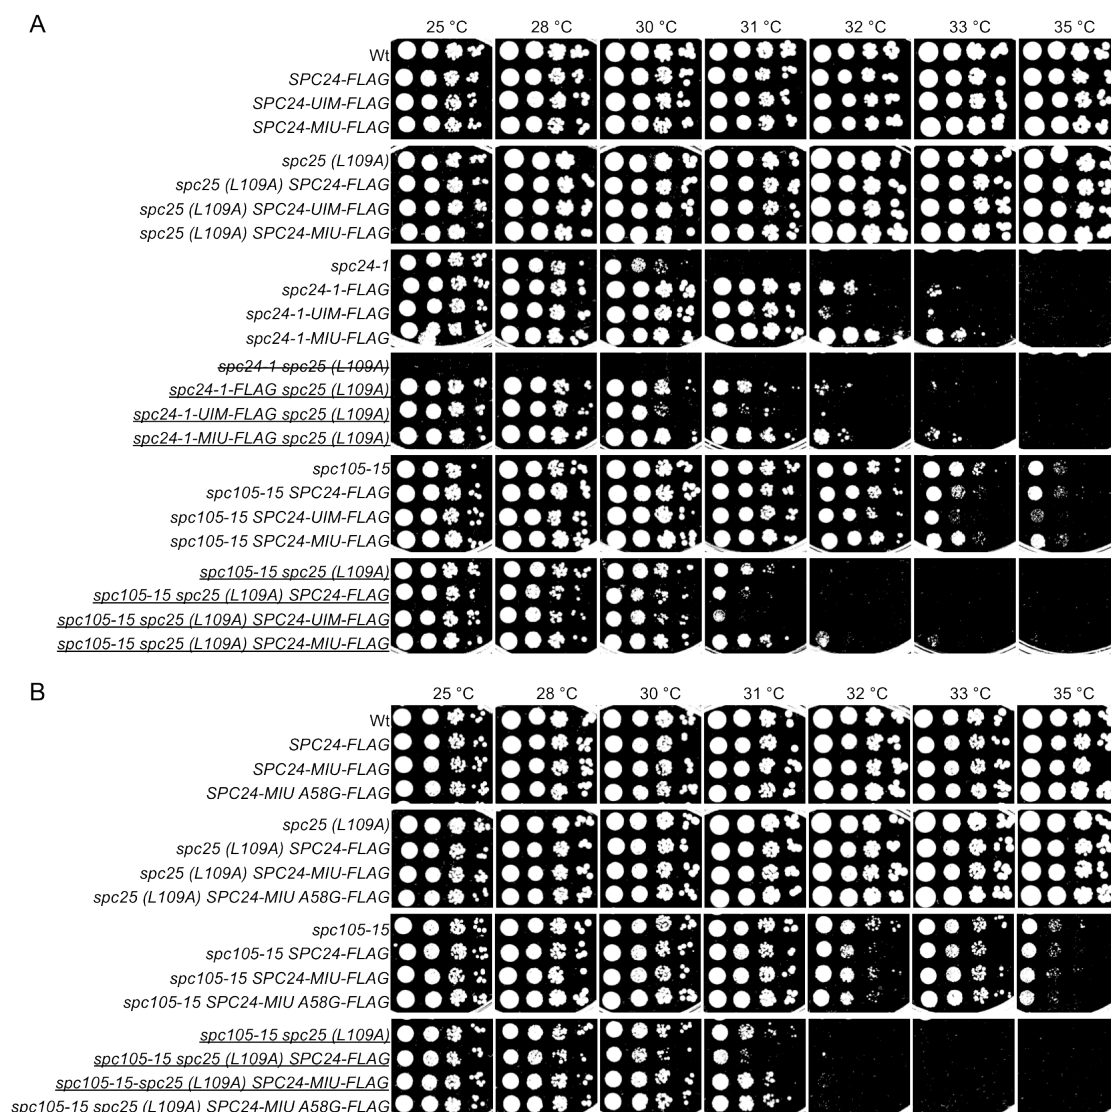 A
25 °C 28 °C 30 °C 31 °C 32 °C 33 °C 35 °C
Wt
SPC24-FLAG
SPC24-UIM-FLAG
SPC24-MIU-FLAG
spc25 (L109A)
spc25 (L109A) SPC24-FLAG
spc25 (L109A) SPC24-UIM-FLAG
spc25 (L109A) SPC24-MIU-FLAG
spc24-1
spc24-1-FLAG
spc24-1-UIM-FLAG
spc24-1-MIU-FLAG
spc24-1 spc25 (L109A)
spc24-1-FLAG spc25 (L109A)
spc24-1-UIM-FLAG spc25 (L109A)
spc24-1-MIU-FLAG spc25 (L109A)
spc105-15
spc105-15 SPC24-FLAG
spc105-15 SPC24-UIM-FLAG
spc105-15 SPC24-MIU-FLAG
spc105-15 spc25 (L109A)
spc105-15 spc25 (L109A) SPC24-FLAG
spc105-15 spc25 (L109A) SPC24-UIM-FLAG
spc105-15 spc25 (L109A) SPC24-MIU-FLAG
B
25 °C 28 °C 30 °C 31 °C 32 °C 33 °C 35 °C
Wt
SPC24-FLAG
SPC24-MIU-FLAG
SPC24-MIU A58G-FLAG
spc25 (L109A)
spc25 (L109A) SPC24-FLAG
spc25 (L109A) SPC24-MIU-FLAG
spc25 (L109A) SPC24-MIU A58G-FLAG
spc105-15
spc105-15 SPC24-FLAG
spc105-15 SPC24-MIU-FLAG
spc105-15 SPC24-MIU A58G-FLAG
spc105-15 spc25 (L109A)
spc105-15 spc25 (L109A) SPC24-FLAG
spc105-15-spc25 (L109A) SPC24-MIU-FLAG
spc105-15 spc25 (L109A) SPC24-MIU A58G-FLAG